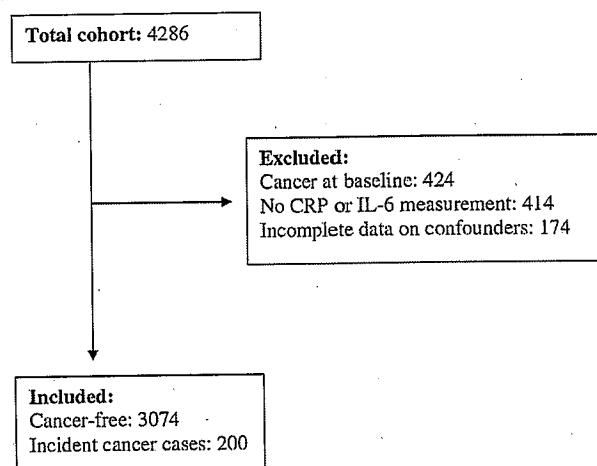 Total cohort: 4286
Excluded:
Cancer at baseline: 424
No CRP or IL-6 measurement: 414
Incomplete data on confounders: 174
Included:
Cancer-free: 3074
Incident cancer cases: 200